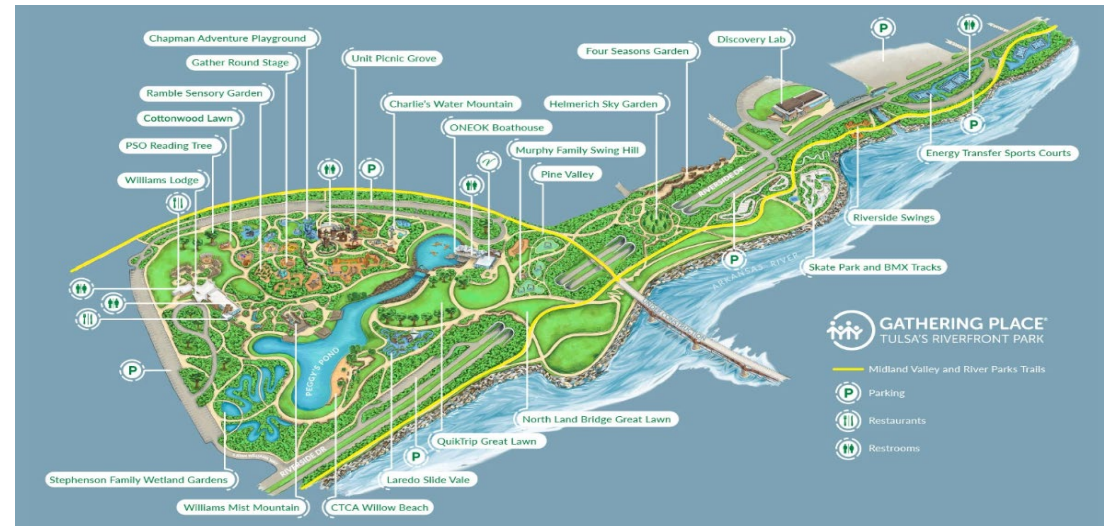 Chapman Adventure Playground
Gather Round Stage
Ramble Sensory Garden
Cottonwood Lawn
PSO Reading Tree
Williams Lodge
Unit Picnic Grove
Charlie's Water Mountain
ONEOK Boathouse
Murphy Family Swing Hill
Pine Valley
Four Seasons Garden
Helmerich Sky Garden
Discovery Lab
P
P
P
Energy Transfer Sports Courts
RIVERSIDE DR
Riverside Swings
P
Skate Park and BMX Tracks
ARKANSAS RIVER
GATHERING PLACE
TULSA'S RIVERFRONT PARK
Midland Valley and River Parks Trails
P Parking
Restaurants
Restrooms
P
PEGGY'S POND
RIVERSIDE DR
P
North Land Bridge Great Lawn
QuikTrip Great Lawn
Laredo Slide Vale
CTCA Willow Beach
Williams Mist Mountain
Stephenson Family Wetland Gardens